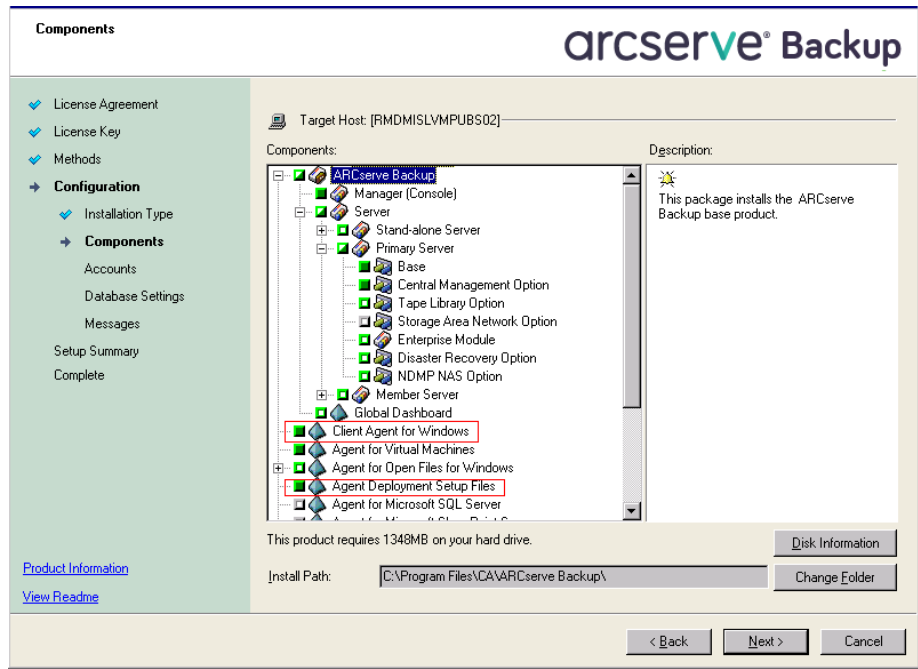 Components
arcserve® Backup
License Agreement
License Key
Methods
Configuration
Installation Type
Components
Accounts
Database Settings
Messages
Setup Summary
Complete
Product Information
View Readme
Target Host: [RMDMISLVMPUBS02]
Components:
ARCserve Backup
Manager (Console)
Server
Stand-alone Server
Primary Server
Base
Central Management Option
Tape Library Option
Storage Area Network Option
Enterprise Module
Disaster Recovery Option
NDMP NAS Option
Member Server
Global Dashboard
Client Agent for Windows
Agent for Virtual Machines
Agent for Open Files for Windows
Agent Deployment Setup Files
Agent for Microsoft SQL Server
Description:
This package installs the ARCserve
Backup base product.
This product requires 1348MB on your hard drive.
Disk Information
Install Path:
C:\Program Files\CA\ARCserve Backup\
Change Folder
< Back
Next >
Cancel